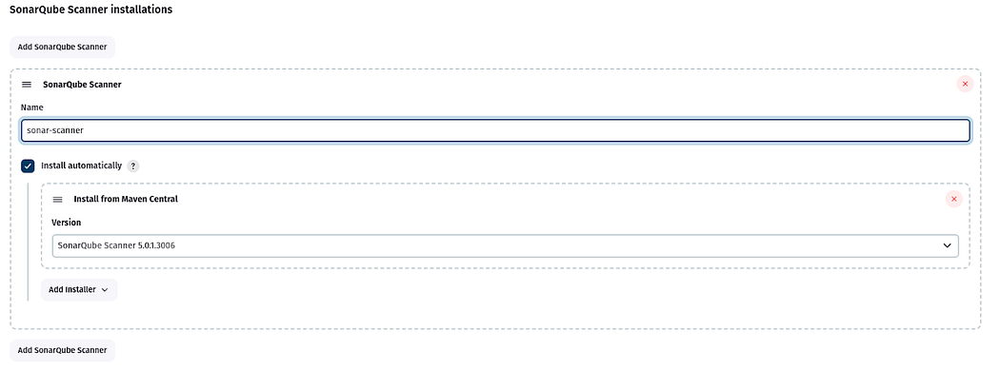 SonarQube Scanner installations
Add SonarQube Scanner
SonarQube Scanner
Name
sonar-scanner
Install automatically ?
Install from Maven Central
Version
SonarQube Scanner 5.0.1.3006
Add Installer
Add SonarQube Scanner